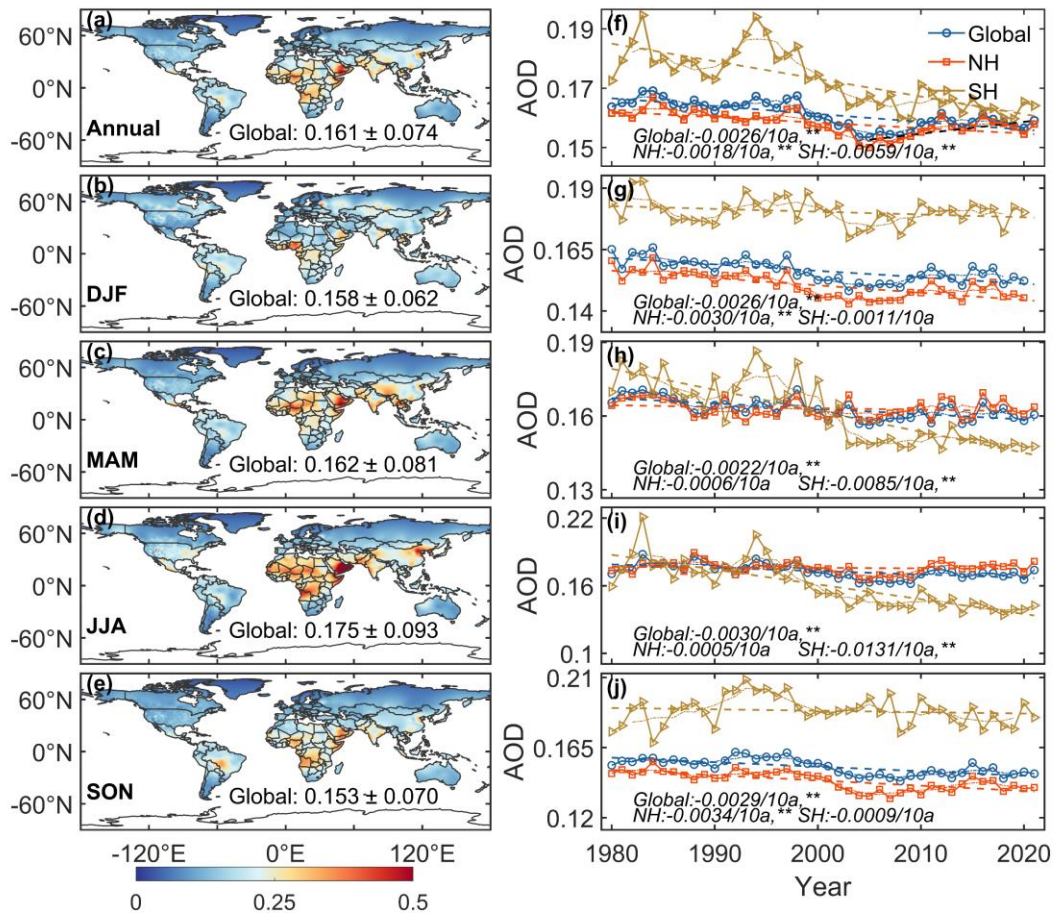 (a)
60°N
0°N
-60°N
Annual
Global: 0.161 ± 0.074
(b)
60°N
0°N
-60°N
DJF
Global: 0.158 ± 0.062
(c)
60°N
0°N
-60°N
MAM
Global: 0.162 ± 0.081
(d)
60°N
0°N
-60°N
JJA
Global: 0.175 ± 0.093
(e)
60°N
0°N
-60°N
SON
Global: 0.153 ± 0.070
-120°E 0°E 120°E
0 0.25 0.5
(f)
Global
NH
SH
0.19
0.17
0.15
AOD
Global:-0.0026/10a, **
NH:-0.0018/10a, ** SH:-0.0059/10a, **
(g)
0.19
0.165
0.14
AOD
Global:-0.0026/10a, **
NH:-0.0030/10a, ** SH:-0.0011/10a
(h)
0.19
0.16
0.13
AOD
Global:-0.0022/10a, **
NH:-0.0006/10a SH:-0.0085/10a, **
(i)
0.22
0.16
0.1
AOD
Global:-0.0030/10a, **
NH:-0.0005/10a SH:-0.0131/10a, **
(j)
0.21
0.165
0.12
AOD
Global:-0.0029/10a, **
NH:-0.0034/10a, ** SH:-0.0009/10a
1980 1990 2000 2010 2020
Year